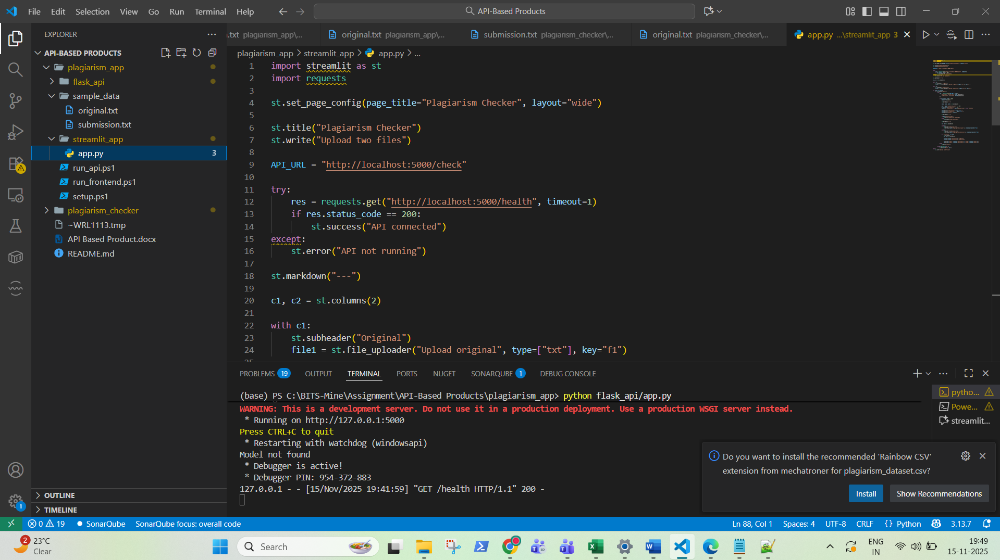 File Edit Selection View Go Run Terminal Help
API-Based Products
EXPLORER
API-BASED PRODUCTS
plagiarism_app
flask_api
sample_data
original.txt
submission.txt
streamlit_app
app.py 3
run_api.ps1
run_frontend.ps1
setup.ps1
plagiarism_checker
~WRL1113.tmp
API Based Product.docx
README.md
OUTLINE
TIMELINE
.txt plagiarism_app\... original.txt plagiarism_app\... submission.txt plagiarism_checker\... original.txt plagiarism_checker\... app.py ...\streamlit_app 3
plagiarism_app > streamlit_app > app.py > ...
1 import streamlit as st
2 import requests
3
4 st.set_page_config(page_title="Plagiarism Checker", layout="wide")
5
6 st.title("Plagiarism Checker")
7 st.write("Upload two files")
8
9 API_URL = "http://localhost:5000/check"
10
11 try:
12 res = requests.get("http://localhost:5000/health", timeout=1)
13 if res.status_code == 200:
14 st.success("API connected")
15 except:
16 st.error("API not running")
17
18 st.markdown("---")
19
20 c1, c2 = st.columns(2)
21
22 with c1:
23 st.subheader("Original")
24 file1 = st.file_uploader("Upload original", type=["txt"], key="f1")
PROBLEMS 19 OUTPUT TERMINAL PORTS NUGET SONARQUBE 1 DEBUG CONSOLE
(base) PS C:\BITS-Mine\Assignment\API-Based Products\plagiarism_app> python flask_api/app.py
WARNING: This is a development server. Do not use it in a production deployment. Use a production WSGI server instead.
* Running on http://127.0.0.1:5000
Press CTRL+C to quit
* Restarting with watchdog (windowsapi)
Model not found
* Debugger is active!
* Debugger PIN: 954-372-883
127.0.0.1 - - [15/Nov/2025 19:41:59] "GET /health HTTP/1.1" 200 -
pytho...
Powe...
streamlit...
Do you want to install the recommended 'Rainbow CSV'
extension from mechatroner for plagiarism_dataset.csv?
Install Show Recommendations
1
0 19 SonarQube SonarQube focus: overall code Ln 88, Col 1 Spaces: 4 UTF-8 CRLF {} Python 3.13.7
2 23°C
Clear
Search
ENG
IN
19:49
15-11-2025